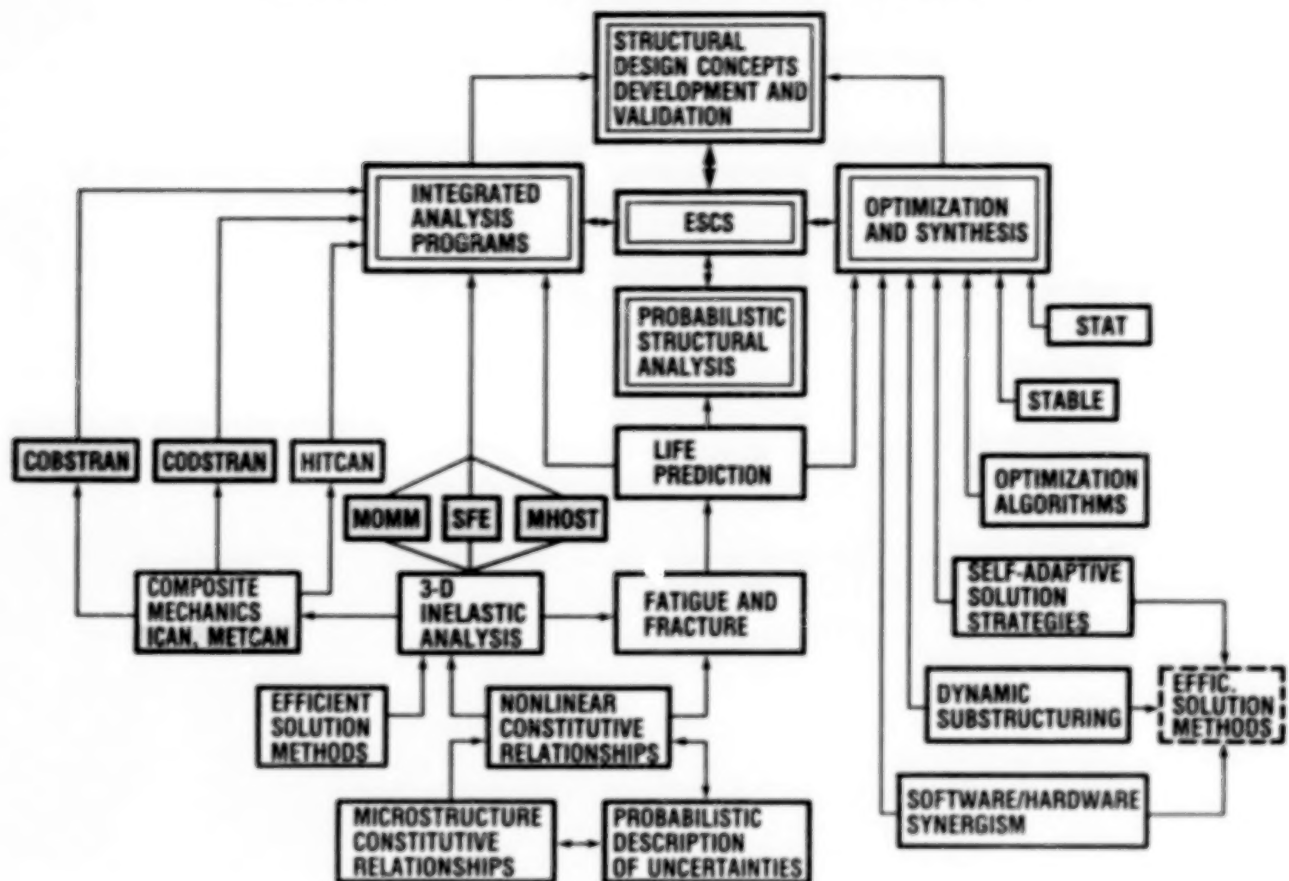 STRUCTURAL
DESIGN CONCEPTS
DEVELOPMENT AND
VALIDATION
INTEGRATED
ANALYSIS
PROGRAMS
ESCS
OPTIMIZATION
AND SYNTHESIS
PROBABILISTIC
STRUCTURAL
ANALYSIS
STAT
STABLE
COBSTRAN
CODSTRAN
HITCAN
LIFE
PREDICTION
OPTIMIZATION
ALGORITHMS
MOMM
SFE
MHOST
COMPOSITE
MECHANICS
ICAN, METCAN
3-D
INELASTIC
ANALYSIS
FATIGUE AND
FRACTURE
SELF-ADAPTIVE
SOLUTION
STRATEGIES
EFFICIENT
SOLUTION
METHODS
NONLINEAR
CONSTITUTIVE
RELATIONSHIPS
DYNAMIC
SUBSTRUCTURING
EFFIC.
SOLUTION
METHODS
MICROSTRUCTURE
CONSTITUTIVE
RELATIONSHIPS
PROBABILISTIC
DESCRIPTION
OF UNCERTAINTIES
SOFTWARE/HARDWARE
SYNERGISM